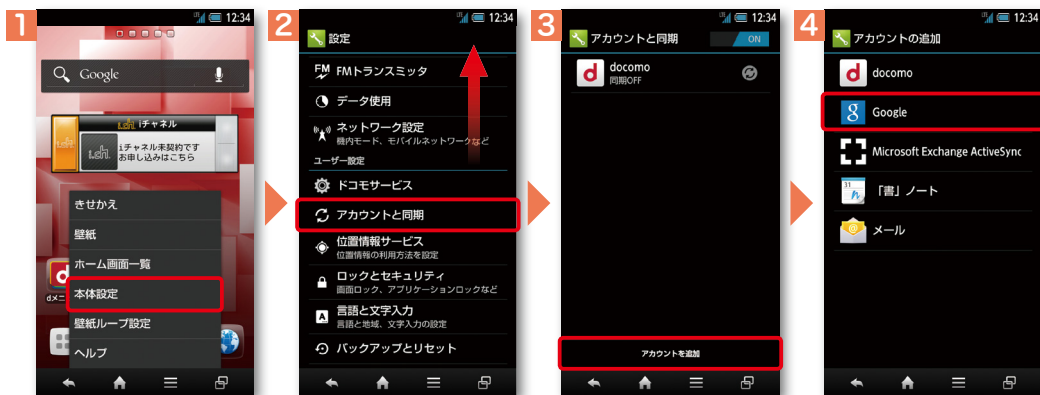 1
12:34
Google
i.ch iチャネル
i.ch
i.ch
iチャネル未契約です
お申し込みはこちら
きせかえ
壁紙
ホーム画面一覧
本体設定
壁紙ループ設定
ヘルプ
d
dメニ
2
12:34
設定
FM FMトランスミッタ
データ使用
ネットワーク設定
機内モード、モバイルネットワークなど
ユーザー設定
ドコモサービス
アカウントと同期
位置情報サービス
位置情報の利用方法を設定
ロックとセキュリティ
画面ロック、アプリケーションロックなど
A 言語と文字入力
言語と地域、文字入力の設定
バックアップとリセット
3
12:34
アカウントと同期 ON
d docomo
同期OFF
アカウントを追加
4
12:34
アカウントの追加
d docomo
8 Google
Microsoft Exchange ActiveSync
31 「書」ノート
メール